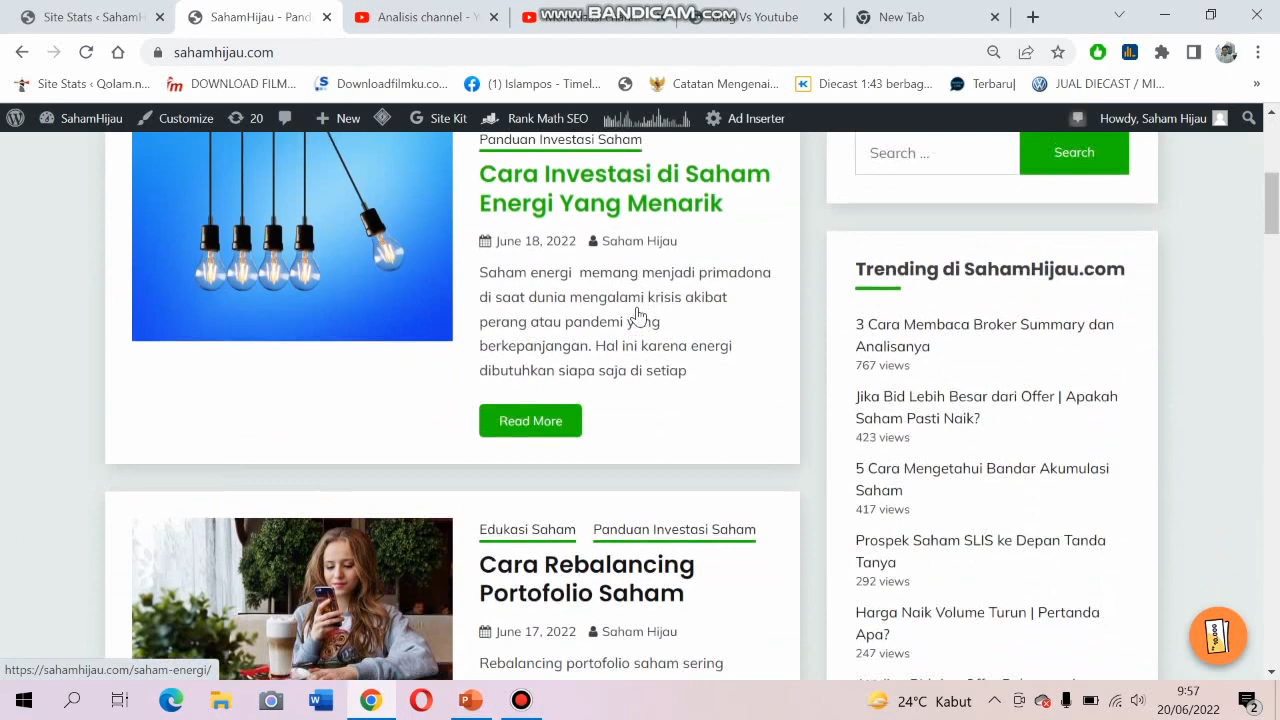 SahamHijau - Pand
Analisis channel - Y
Vs Youtube
New Tab
www.BANDICAM.com
sahamhijau.com
Site Stats ‹ Qolam.n...
DOWNLOAD FILM...
Downloadfilmku.co...
(1) Islampos - Timel...
Catatan Mengenai...
Diecast 1:43 berbag...
Terbaru|
JUAL DIECAST / MI...
»
SahamHijau
Customize
20
New
Site Kit
Rank Math SEO
Ad Inserter
Howdy, Saham Hijau
Panduan Investasi Saham
Cara Investasi di Saham
Energi Yang Menarik
June 18, 2022
Saham Hijau
Saham energi memang menjadi primadona
di saat dunia mengalami krisis akibat
perang atau pandemi yang
berkepanjangan. Hal ini karena energi
dibutuhkan siapa saja di setiap
Read More
Edukasi Saham
Panduan Investasi Saham
Cara Rebalancing
Portofolio Saham
June 17, 2022
Saham Hijau
Rebalancing portofolio saham sering
Search ...
Search
Trending di SahamHijau.com
3 Cara Membaca Broker Summary dan
Analisanya
767 views
Jika Bid Lebih Besar dari Offer | Apakah
Saham Pasti Naik?
423 views
5 Cara Mengetahui Bandar Akumulasi
Saham
417 views
Prospek Saham SLIS ke Depan Tanda
Tanya
292 views
Harga Naik Volume Turun | Pertanda
Apa?
247 views
https://sahamhijau.com/saham-energi/
24°C Kabut
9:57
20/06/2022
2